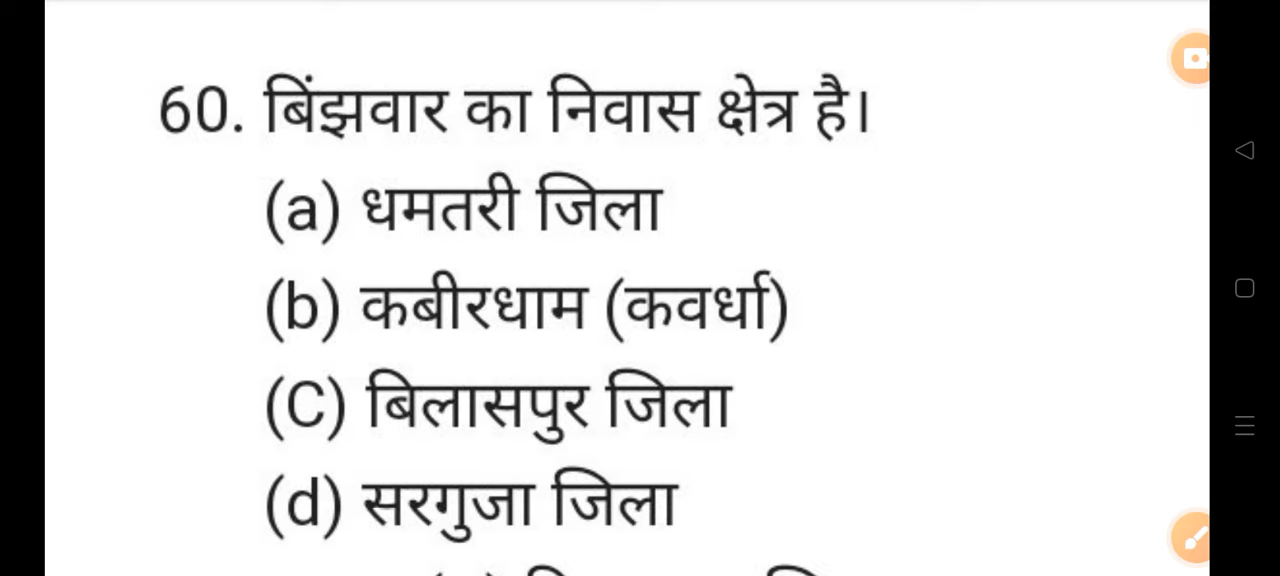 60. बिंझवार का निवास क्षेत्र है।
(a) धमतरी जिला
(b) कबीरधाम (कवर्धा)
(C) बिलासपुर जिला
(d) सरगुजा जिला